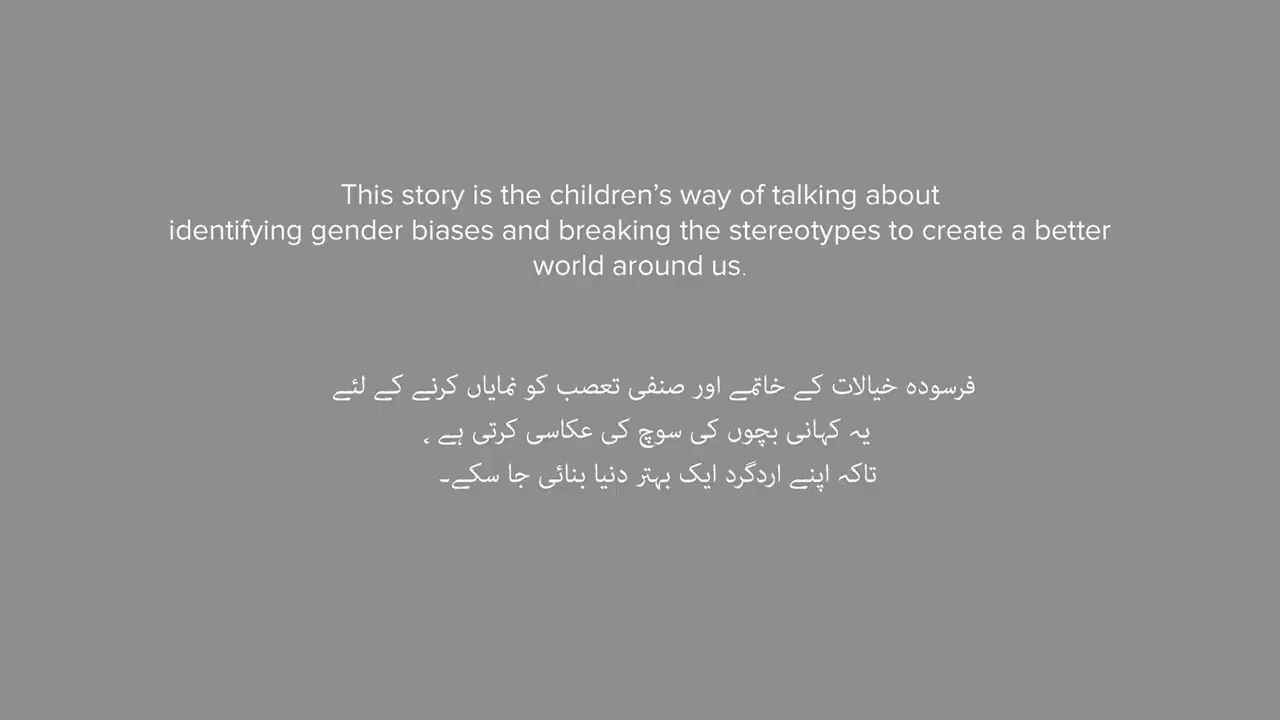 This story is the children’s way of talking about
identifying gender biases and breaking the stereotypes to create a better
world around us.
فرسودہ خیالات کے خاتمے اور صنفی تعصب کو نمایاں کرنے کے لئے
یہ کہانی بچوں کی سوچ کی عکاسی کرتی ہے ،
تاکہ اپنے اردگرد ایک بہتر دنیا بنائی جا سکے۔